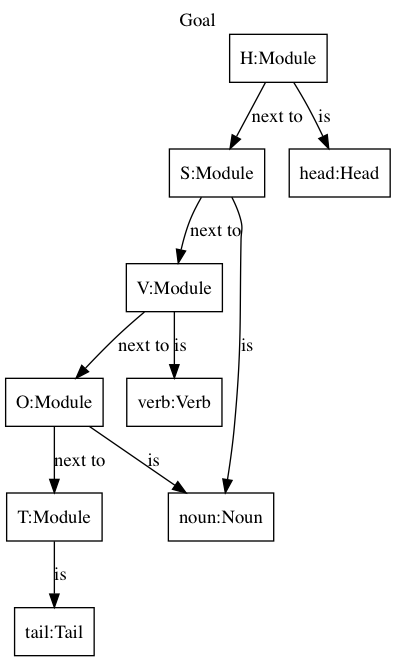 Goal
H:Module
next to
is
S:Module
head:Head
next to
V:Module
next to
is
is
O:Module
verb:Verb
next to
is
T:Module
noun:Noun
is
tail:Tail